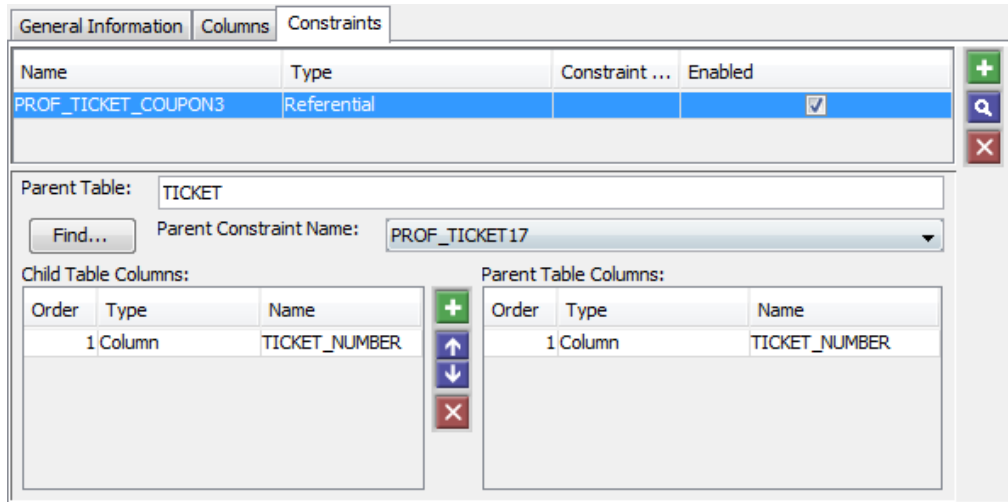 General Information Columns Constraints
Name Type Constraint ... Enabled
PROF_TICKET_COUPON3 Referential
Parent Table: TICKET
Find... Parent Constraint Name: PROF_TICKET17
Child Table Columns: Parent Table Columns:
Order Type Name Order Type Name
1 Column TICKET_NUMBER 1 Column TICKET_NUMBER